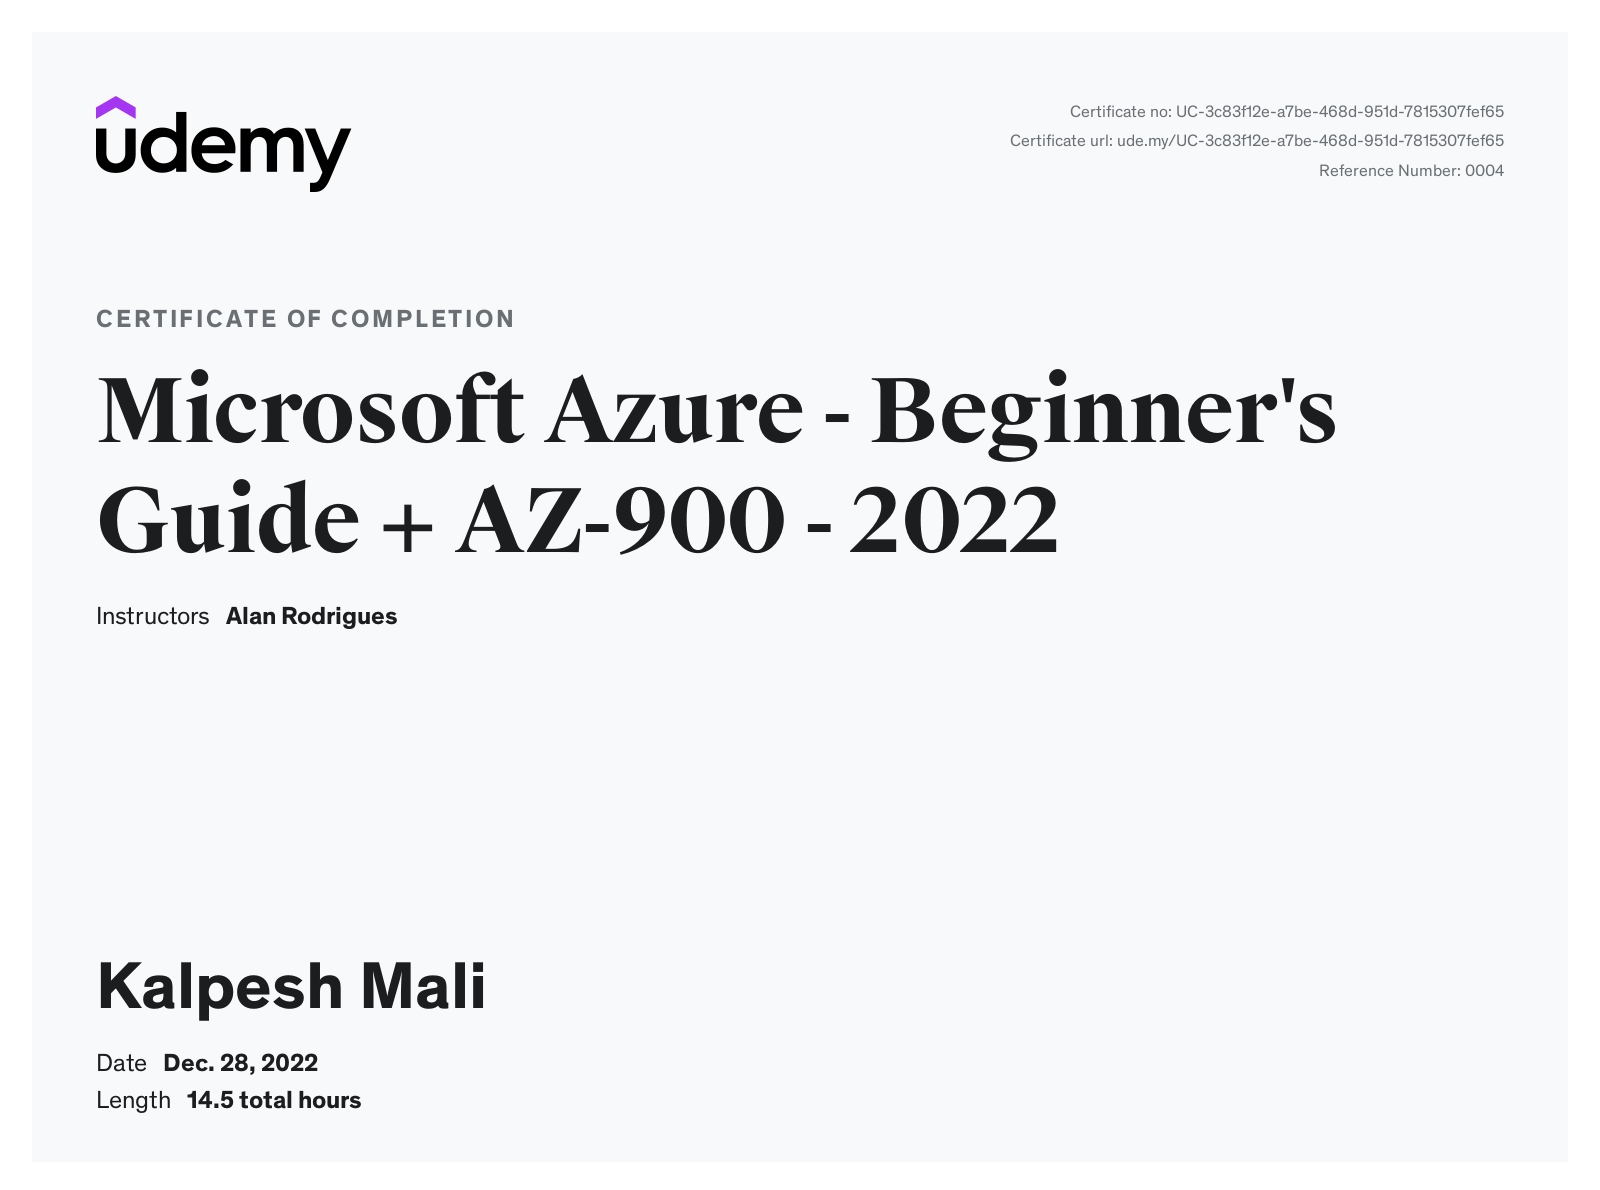 udemy
Certificate no: UC-3c83f12e-a7be-468d-951d-7815307fef65
Certificate url: ude.my/UC-3c83f12e-a7be-468d-951d-7815307fef65
Reference Number: 0004
CERTIFICATE OF COMPLETION
Microsoft Azure - Beginner's
Guide + AZ-900 - 2022
Instructors Alan Rodrigues
Kalpesh Mali
Date Dec. 28, 2022
Length 14.5 total hours